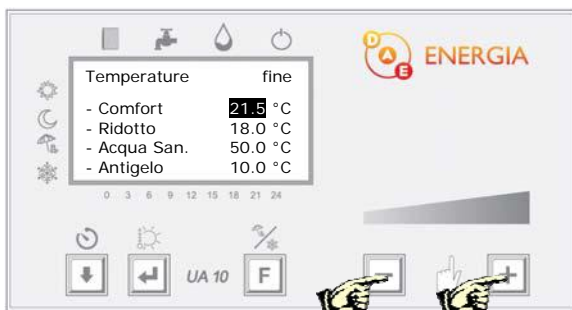 D
A
E
ENERGIA
Temperature fine
- Comfort 21.5 °C
- Ridotto 18.0 °C
- Acqua San. 50.0 °C
- Antigelo 10.0 °C
0 3 6 9 12 15 18 21 24
UA 10 F
- +